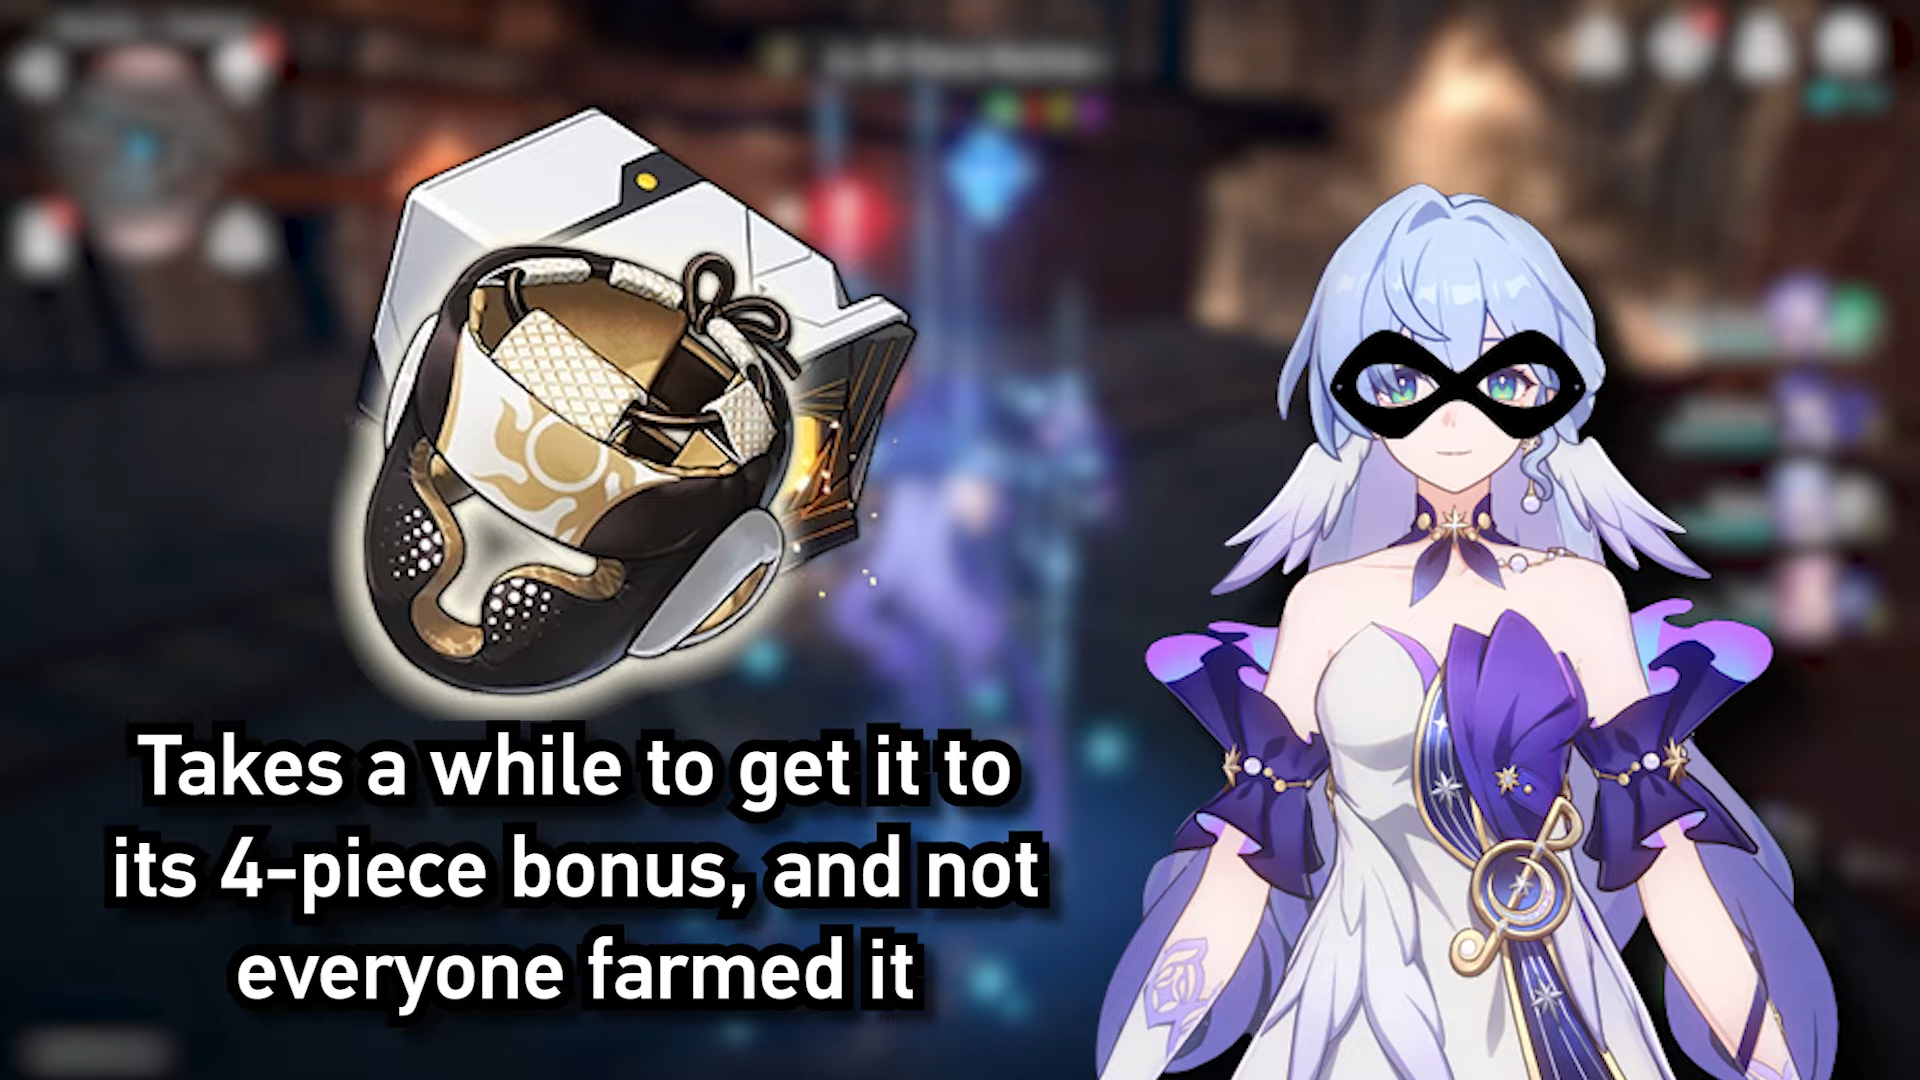 Takes a while to get it to
its 4-piece bonus, and not
everyone farmed it